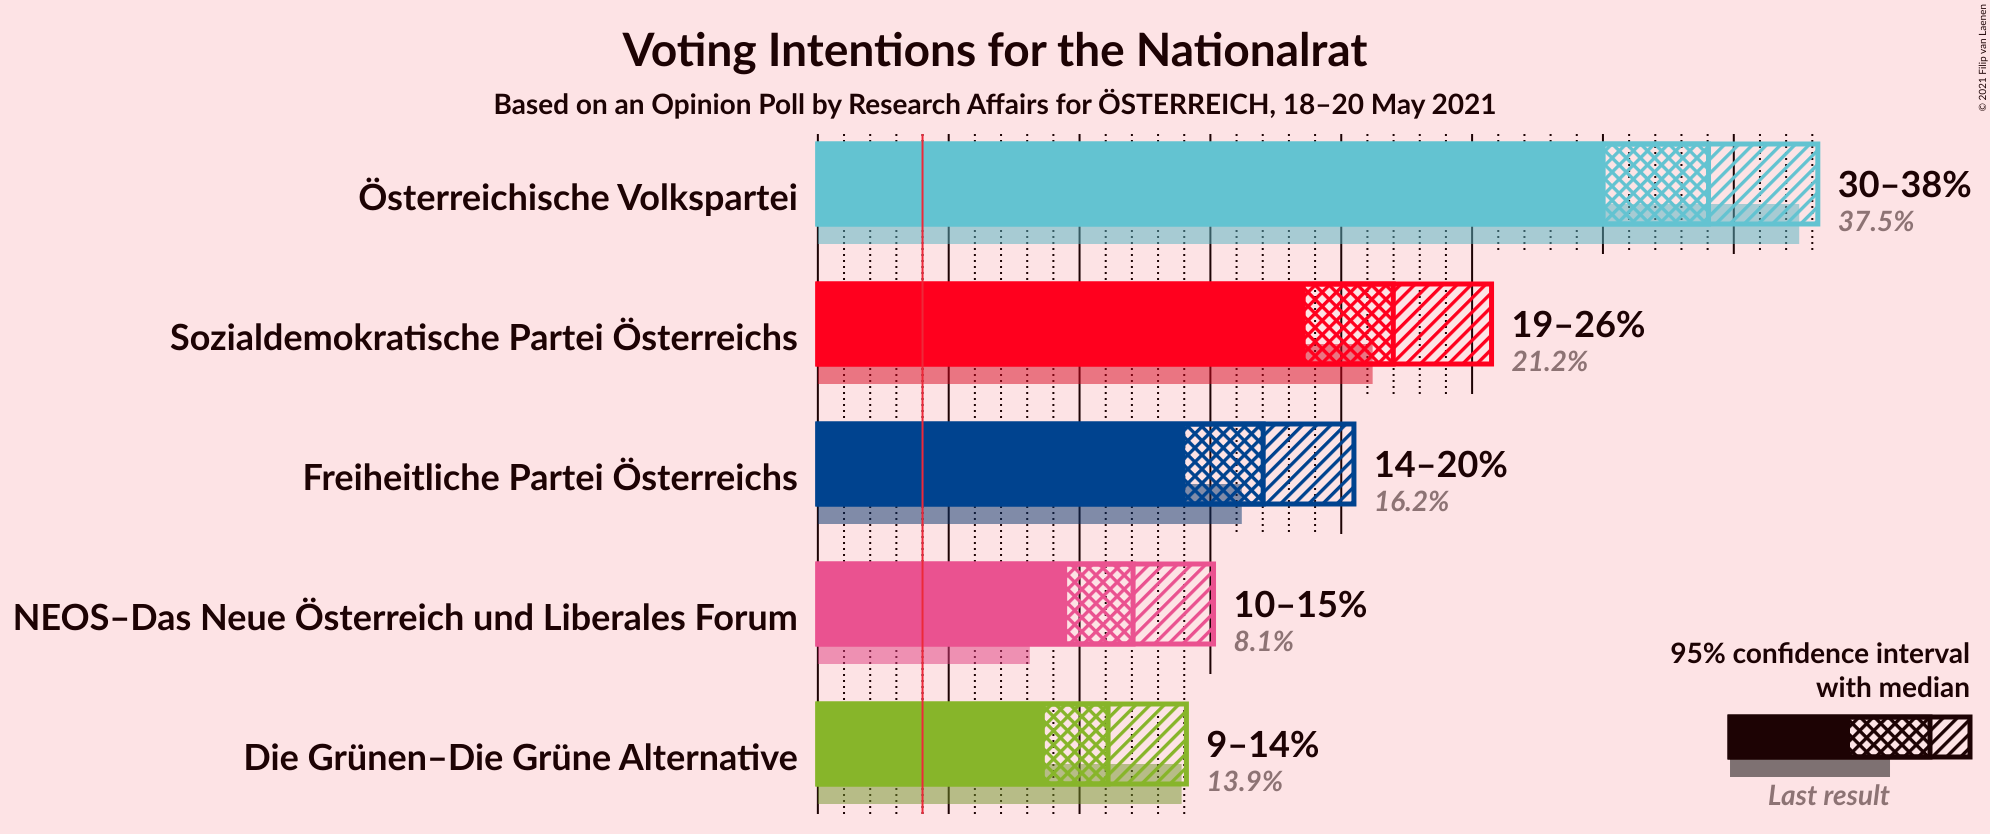 Voting Intentions for the Nationalrat
Based on an Opinion Poll by Research Affairs for ÖSTERREICH, 18–20 May 2021
© 2021 Filip van Laenen
Österreichische Volkspartei
30–38%
37.5%
Sozialdemokratische Partei Österreichs
19–26%
21.2%
Freiheitliche Partei Österreichs
14–20%
16.2%
NEOS–Das Neue Österreich und Liberales Forum
10–15%
8.1%
Die Grünen–Die Grüne Alternative
9–14%
13.9%
95% confidence interval
with median
Last result